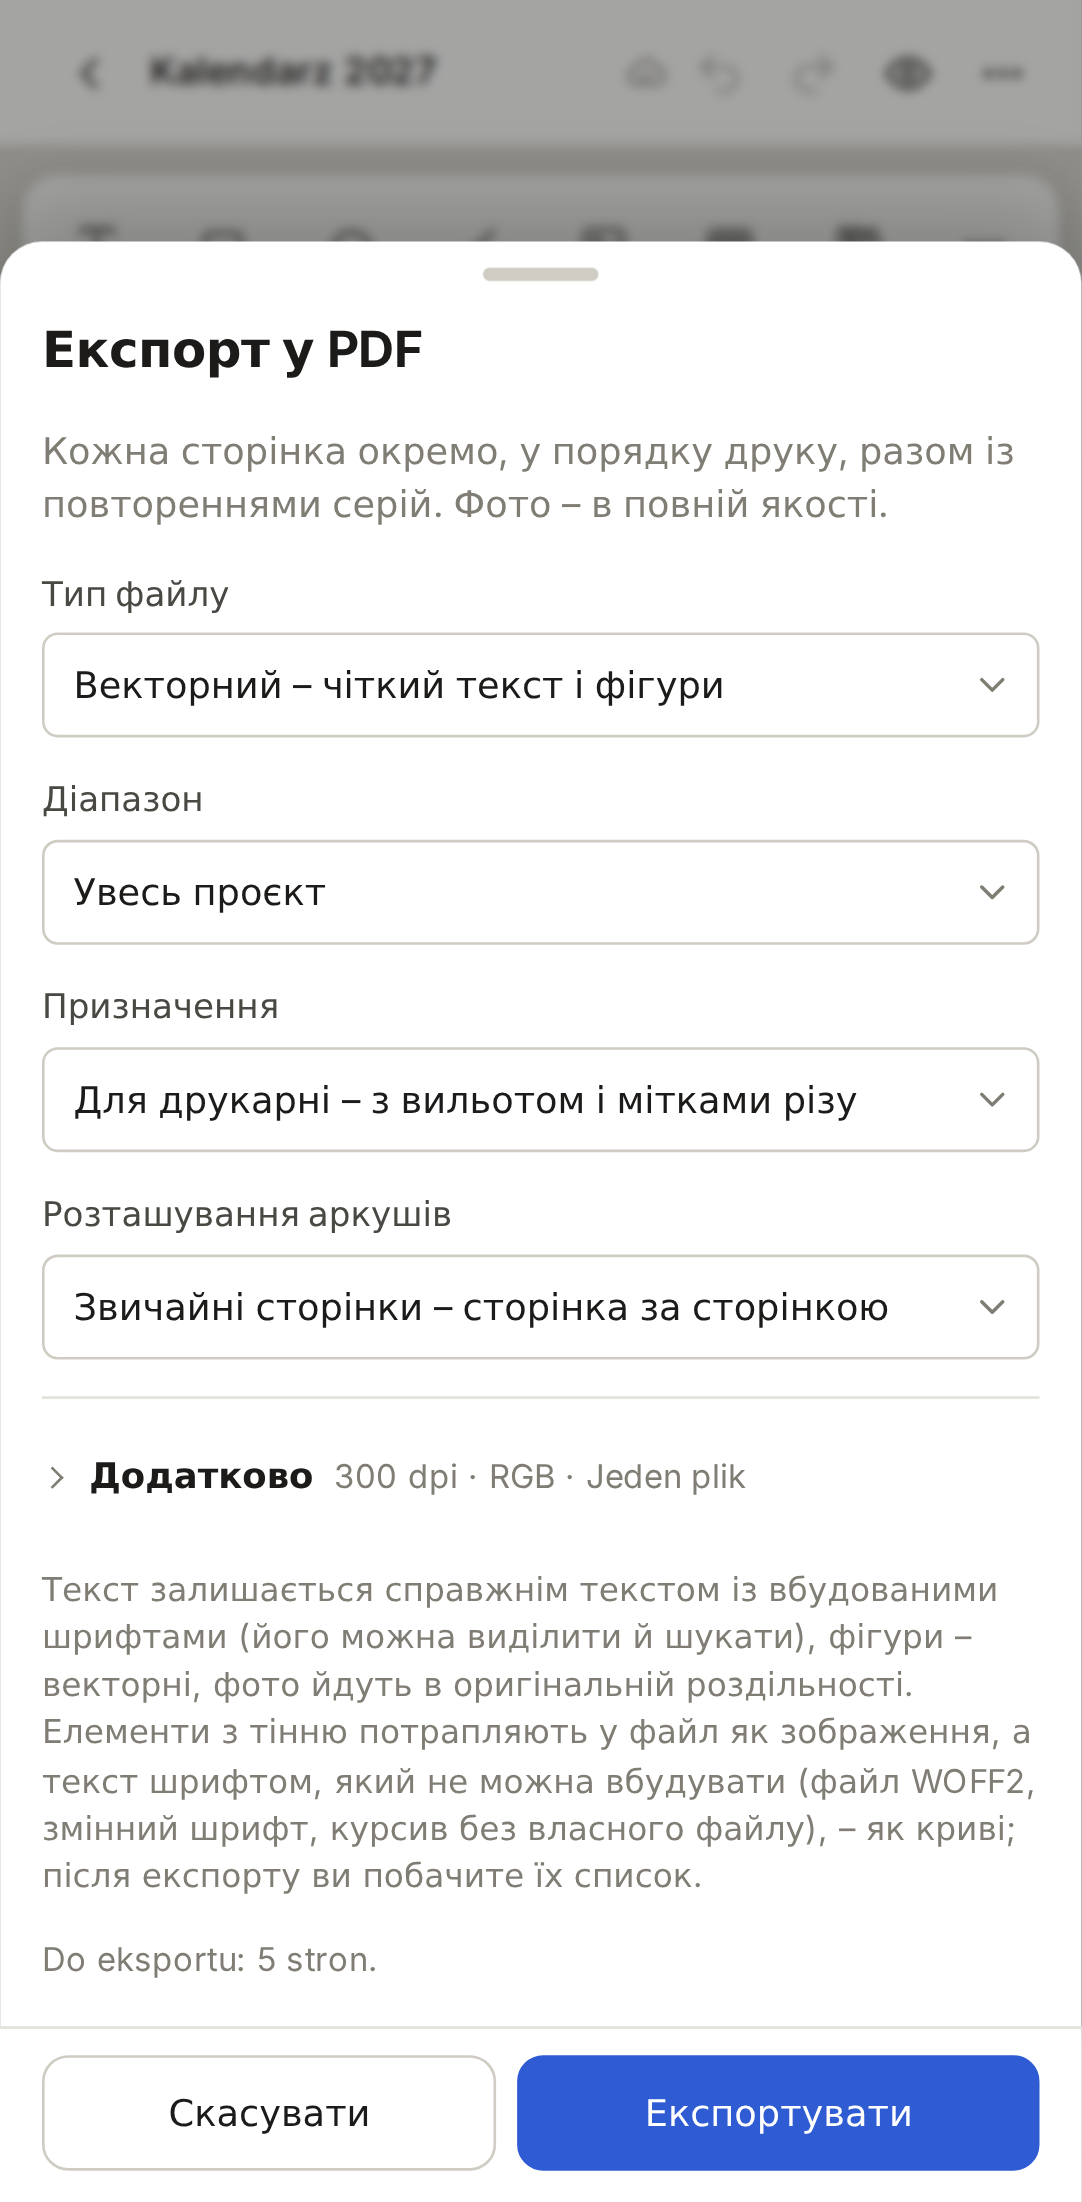 Kalendarz 2027
Експорт у PDF
Кожна сторінка окремо, у порядку друку, разом із
повтореннями серій. Фото – в повній якості.
Тип файлу
Векторний – чіткий текст і фігури
Діапазон
Увесь проєкт
Призначення
Для друкарні – з вильотом і мітками різу
Розташування аркушів
Звичайні сторінки – сторінка за сторінкою
Додатково 300 dpi · RGB · Jeden plik
Текст залишається справжнім текстом із вбудованими
шрифтами (його можна виділити й шукати), фігури –
векторні, фото йдуть в оригінальній роздільності.
Елементи з тінню потрапляють у файл як зображення, а
текст шрифтом, який не можна вбудувати (файл WOFF2,
змінний шрифт, курсив без власного файлу), – як криві;
після експорту ви побачите їх список.
Do eksportu: 5 stron.
Скасувати
Експортувати